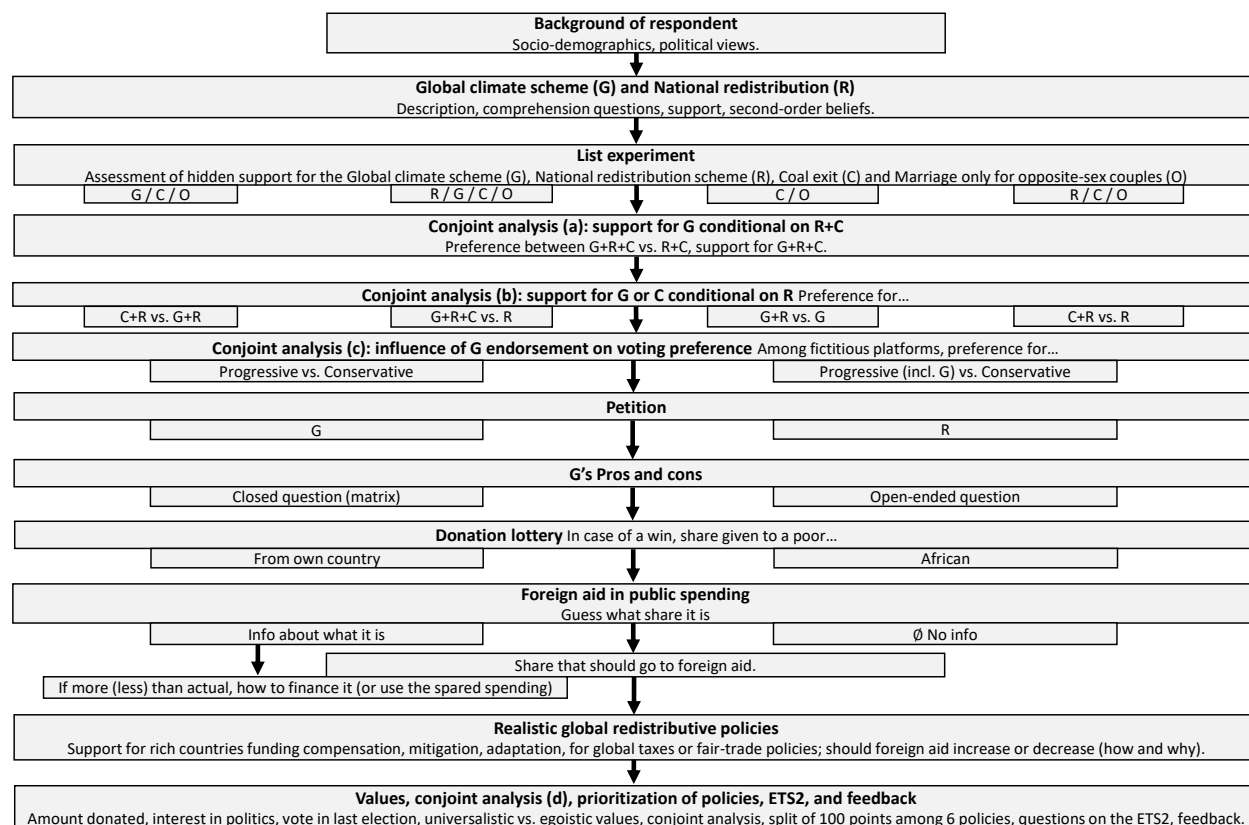 Background of respondent
Socio-demographics, political views.
Global climate scheme (G) and National redistribution (R)
Description, comprehension questions, support, second-order beliefs.
List experiment
Assessment of hidden support for the Global climate scheme (G), National redistribution scheme (R), Coal exit (C) and Marriage only for opposite-sex couples (O)
G / C / O
R / G / C / O
C / O
R / C / O
Conjoint analysis (a): support for G conditional on R+C
Preference between G+R+C vs. R+C, support for G+R+C.
Conjoint analysis (b): support for G or C conditional on R Preference for…
C+R vs. G+R
G+R+C vs. R
G+R vs. G
C+R vs. R
Conjoint analysis (c): influence of G endorsement on voting preference Among fictitious platforms, preference for…
Progressive vs. Conservative
Progressive (incl. G) vs. Conservative
Petition
G
R
G’s Pros and cons
Closed question (matrix)
Open-ended question
Donation lottery In case of a win, share given to a poor…
From own country
African
Foreign aid in public spending
Guess what share it is
Info about what it is
Ø No info
Share that should go to foreign aid.
If more (less) than actual, how to finance it (or use the spared spending)
Realistic global redistributive policies
Support for rich countries funding compensation, mitigation, adaptation, for global taxes or fair-trade policies; should foreign aid increase or decrease (how and why).
Values, conjoint analysis (d), prioritization of policies, ETS2, and feedback
Amount donated, interest in politics, vote in last election, universalistic vs. egoistic values, conjoint analysis, split of 100 points among 6 policies, questions on the ETS2, feedback.